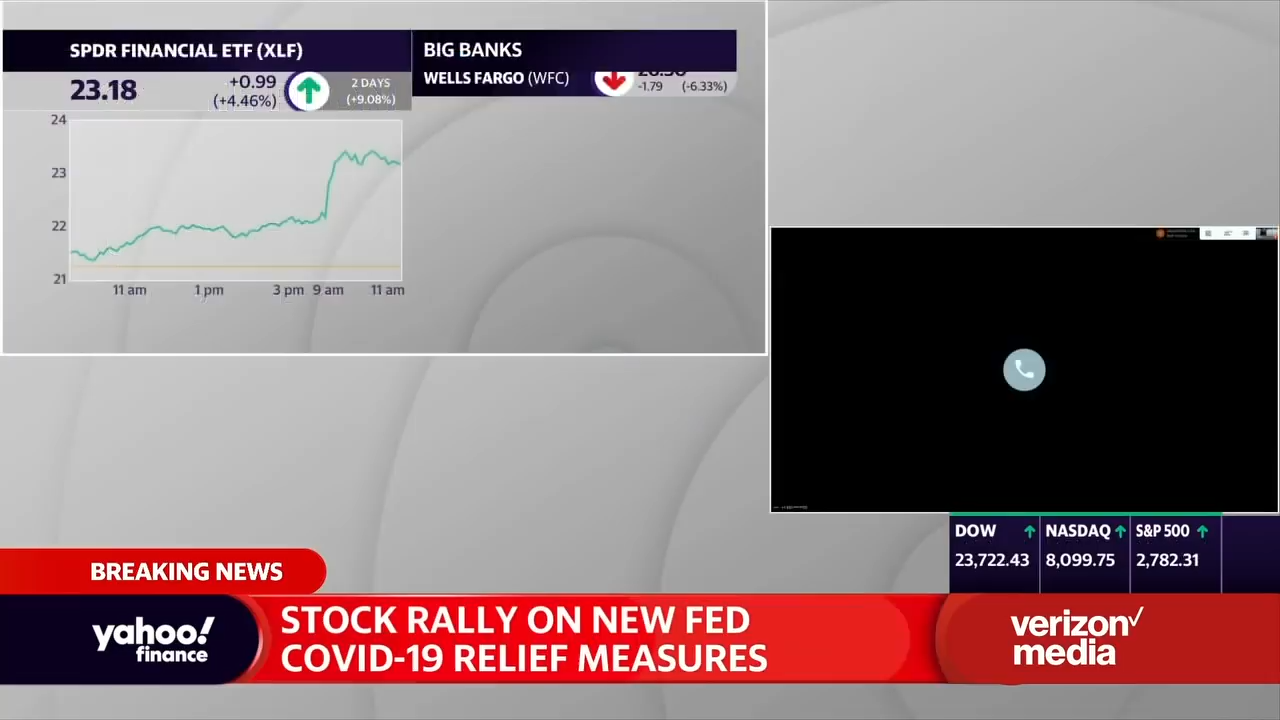 SPDR FINANCIAL ETF (XLF)
23.18
+0.99
(+4.46%)
2 DAYS
(+9.08%)
24
23
22
21
11 am
1 pm
3 pm
9 am
11 am
BIG BANKS
WELLS FARGO (WFC)
-1.79
(-6.33%)
DOW
23,722.43
NASDAQ
8,099.75
S&P 500
2,782.31
BREAKING NEWS
yahoo!
finance
STOCK RALLY ON NEW FED
COVID-19 RELIEF MEASURES
verizon✓
media